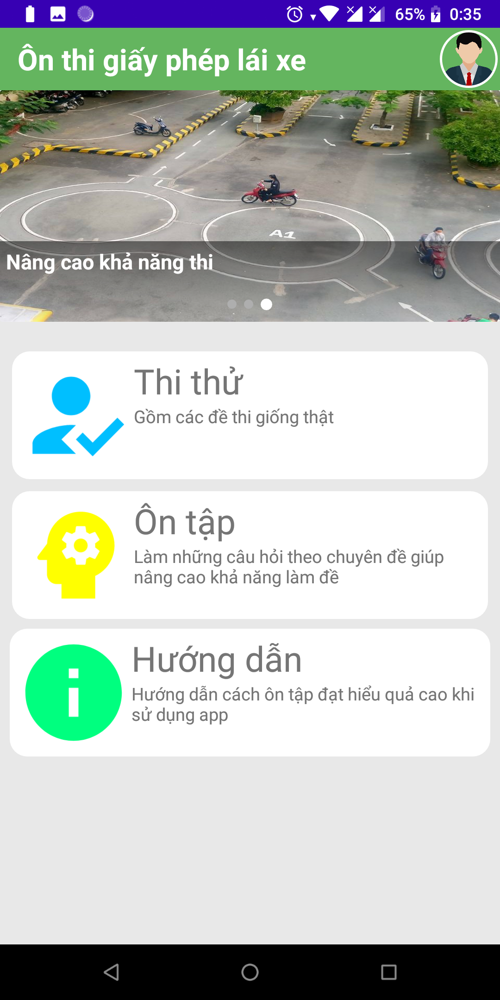 65% 0:35
Ôn thi giấy phép lái xe
A1
Nâng cao khả năng thi
Thi thử
Gồm các đề thi giống thật
Ôn tập
Làm những câu hỏi theo chuyên đề giúp
nâng cao khả năng làm đề
Hướng dẫn
Hướng dẫn cách ôn tập đạt hiểu quả cao khi
sử dụng app